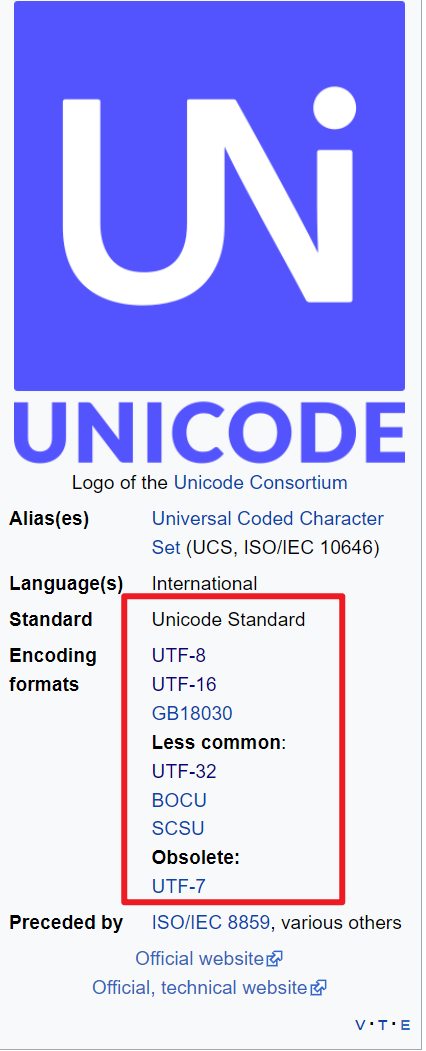 UNi
UNICODE
Logo of the Unicode Consortium
Alias(es) Universal Coded Character
Set (UCS, ISO/IEC 10646)
Language(s) International
Standard Unicode Standard
Encoding UTF-8
formats UTF-16
GB18030
Less common:
UTF-32
BOCU
SCSU
Obsolete:
UTF-7
Preceded by ISO/IEC 8859, various others
Official website
Official, technical website
V·T·E